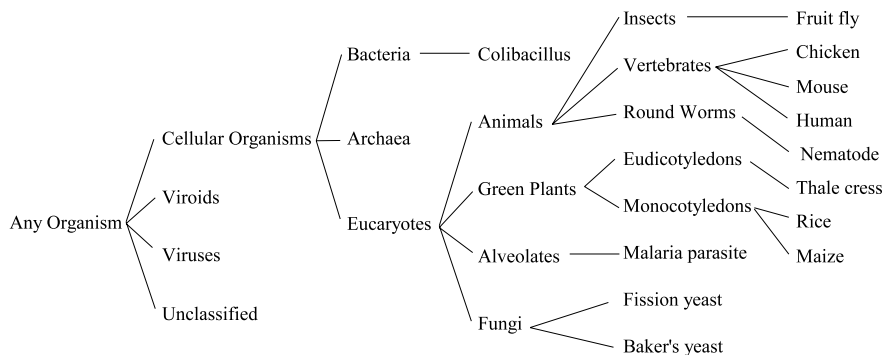 Any Organism
Cellular Organisms
Viroids
Viruses
Unclassified
Bacteria
Archaea
Eucaryotes
Colibacillus
Animals
Green Plants
Alveolates
Fungi
Insects
Vertebrates
Round Worms
Eudicotyledons
Monocotyledons
Malaria parasite
Fission yeast
Baker's yeast
Fruit fly
Chicken
Mouse
Human
Nematode
Thale cress
Rice
Maize